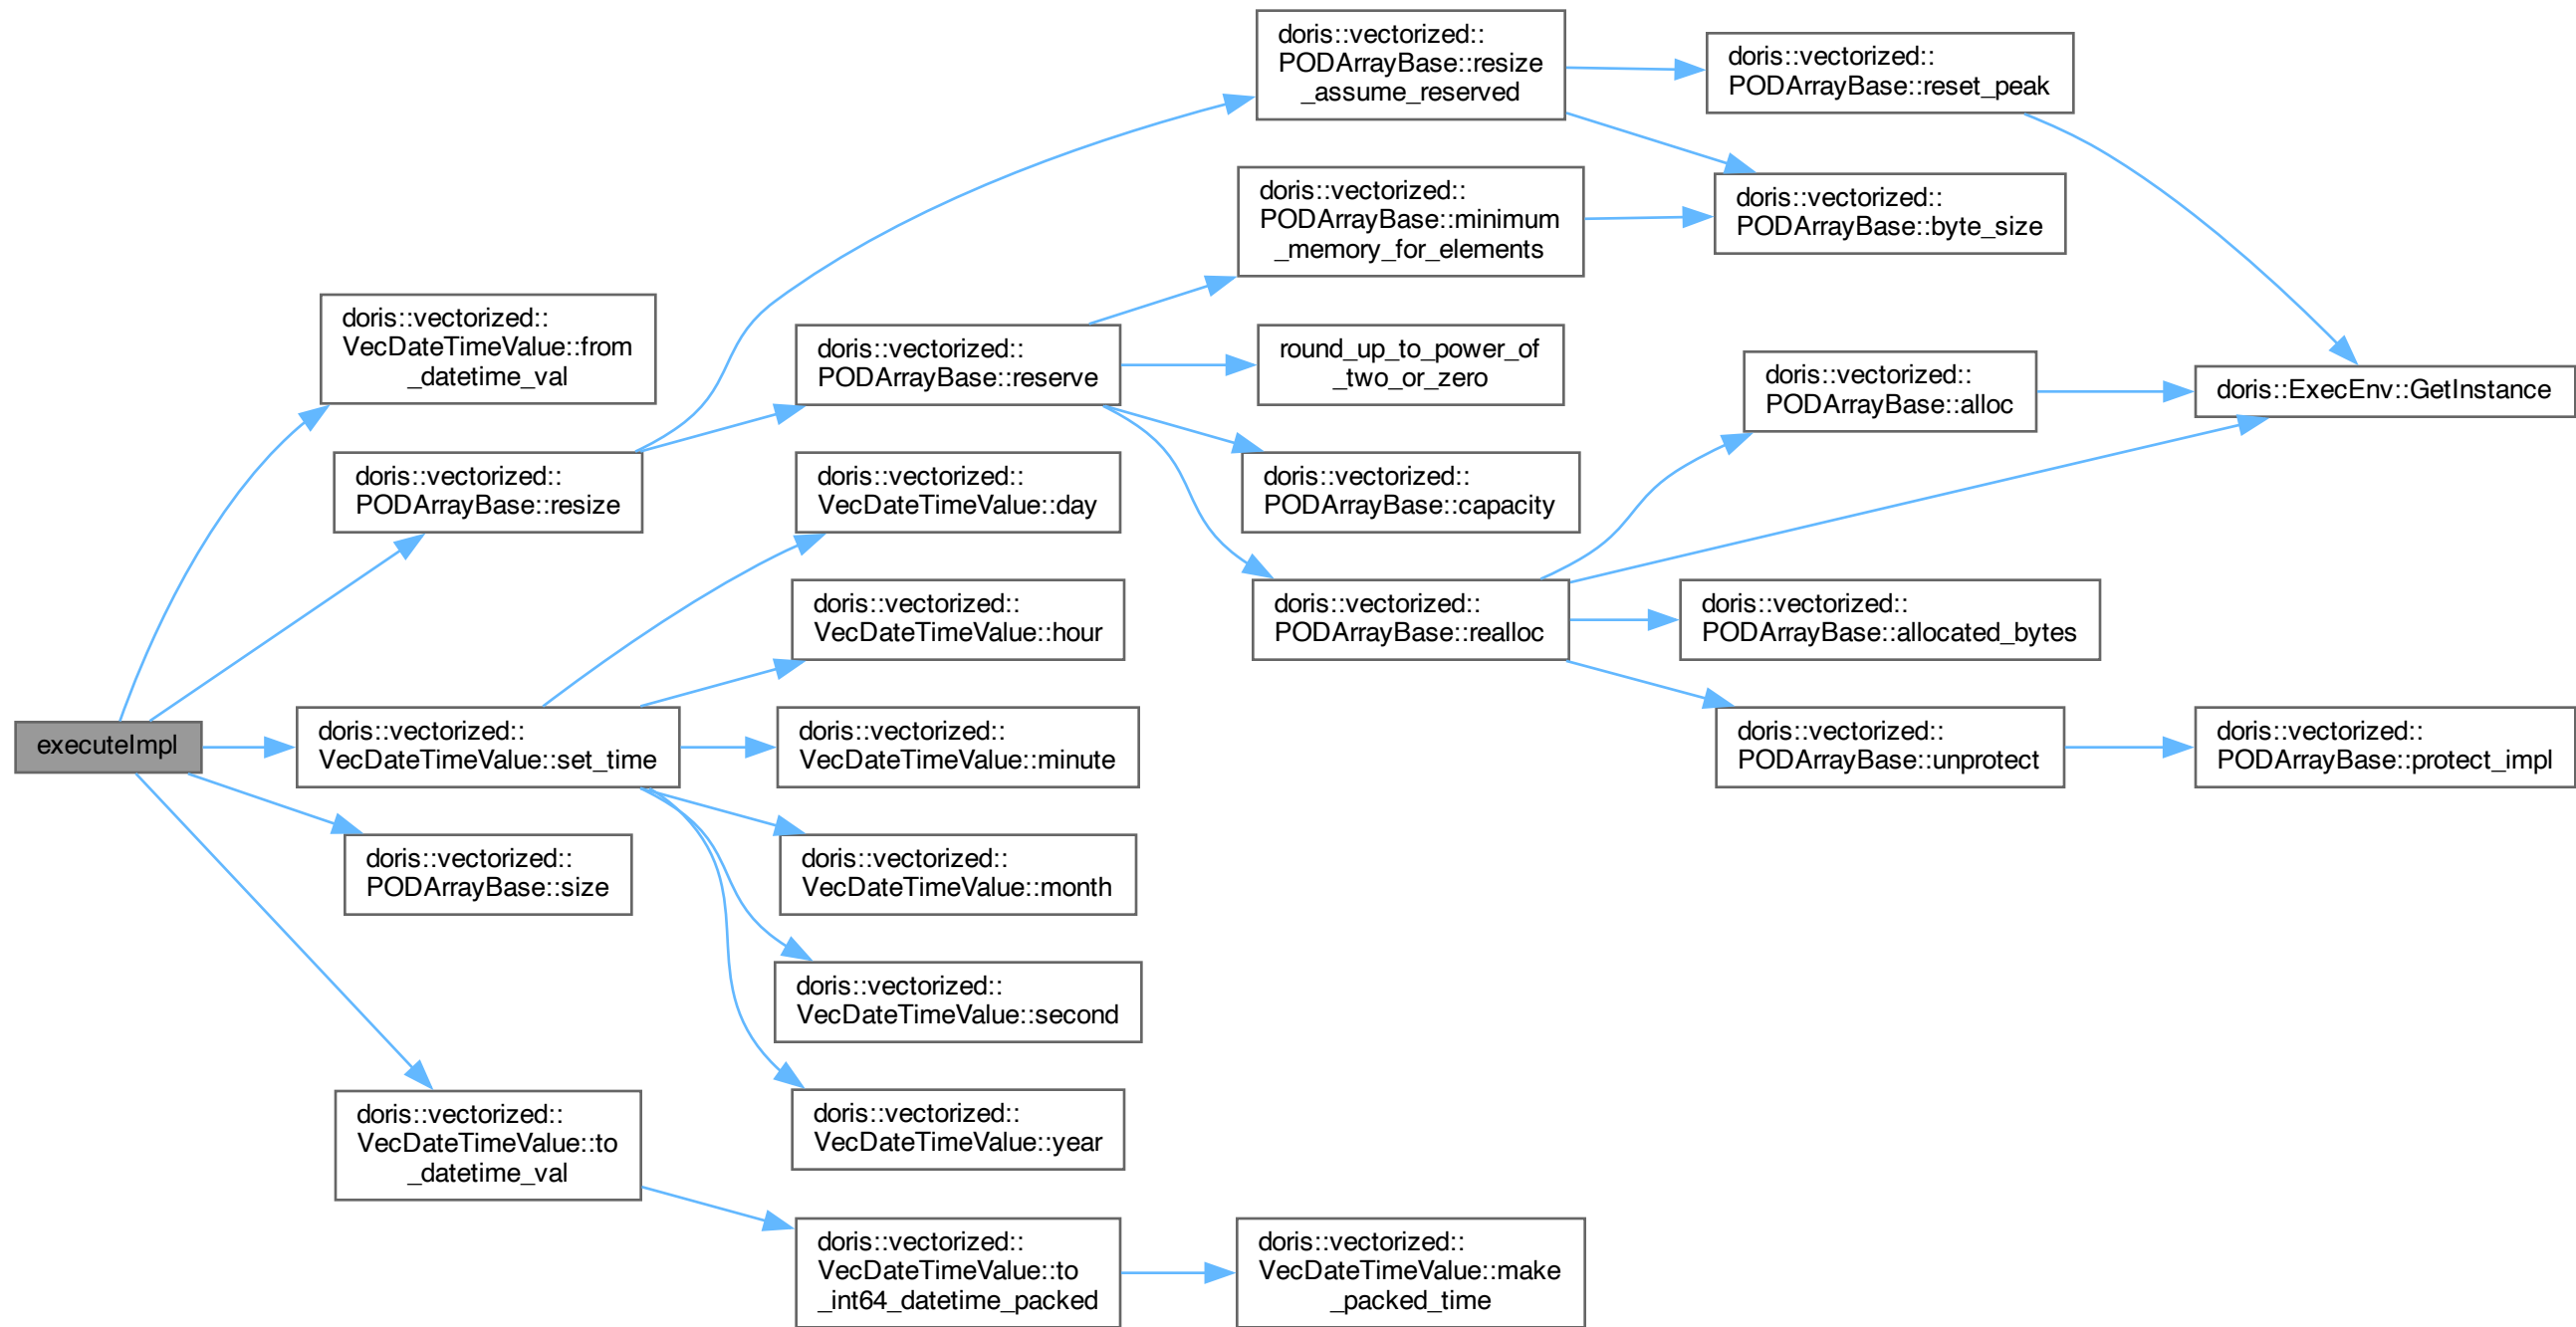 executeImpl
doris::vectorized::
VecDateTimeValue::from
_datetime_val
doris::vectorized::
PODArrayBase::resize
doris::vectorized::
VecDateTimeValue::set_time
doris::vectorized::
PODArrayBase::size
doris::vectorized::
VecDateTimeValue::to
_datetime_val
doris::vectorized::
PODArrayBase::reserve
doris::vectorized::
VecDateTimeValue::day
doris::vectorized::
VecDateTimeValue::hour
doris::vectorized::
VecDateTimeValue::minute
doris::vectorized::
VecDateTimeValue::month
doris::vectorized::
VecDateTimeValue::second
doris::vectorized::
VecDateTimeValue::year
doris::vectorized::
VecDateTimeValue::to
_int64_datetime_packed
doris::vectorized::
PODArrayBase::resize
_assume_reserved
doris::vectorized::
PODArrayBase::minimum
_memory_for_elements
round_up_to_power_of
_two_or_zero
doris::vectorized::
PODArrayBase::capacity
doris::vectorized::
PODArrayBase::realloc
doris::vectorized::
VecDateTimeValue::make
_packed_time
doris::vectorized::
PODArrayBase::reset_peak
doris::vectorized::
PODArrayBase::byte_size
doris::vectorized::
PODArrayBase::alloc
doris::vectorized::
PODArrayBase::allocated_bytes
doris::vectorized::
PODArrayBase::unprotect
doris::ExecEnv::GetInstance
doris::vectorized::
PODArrayBase::protect_impl